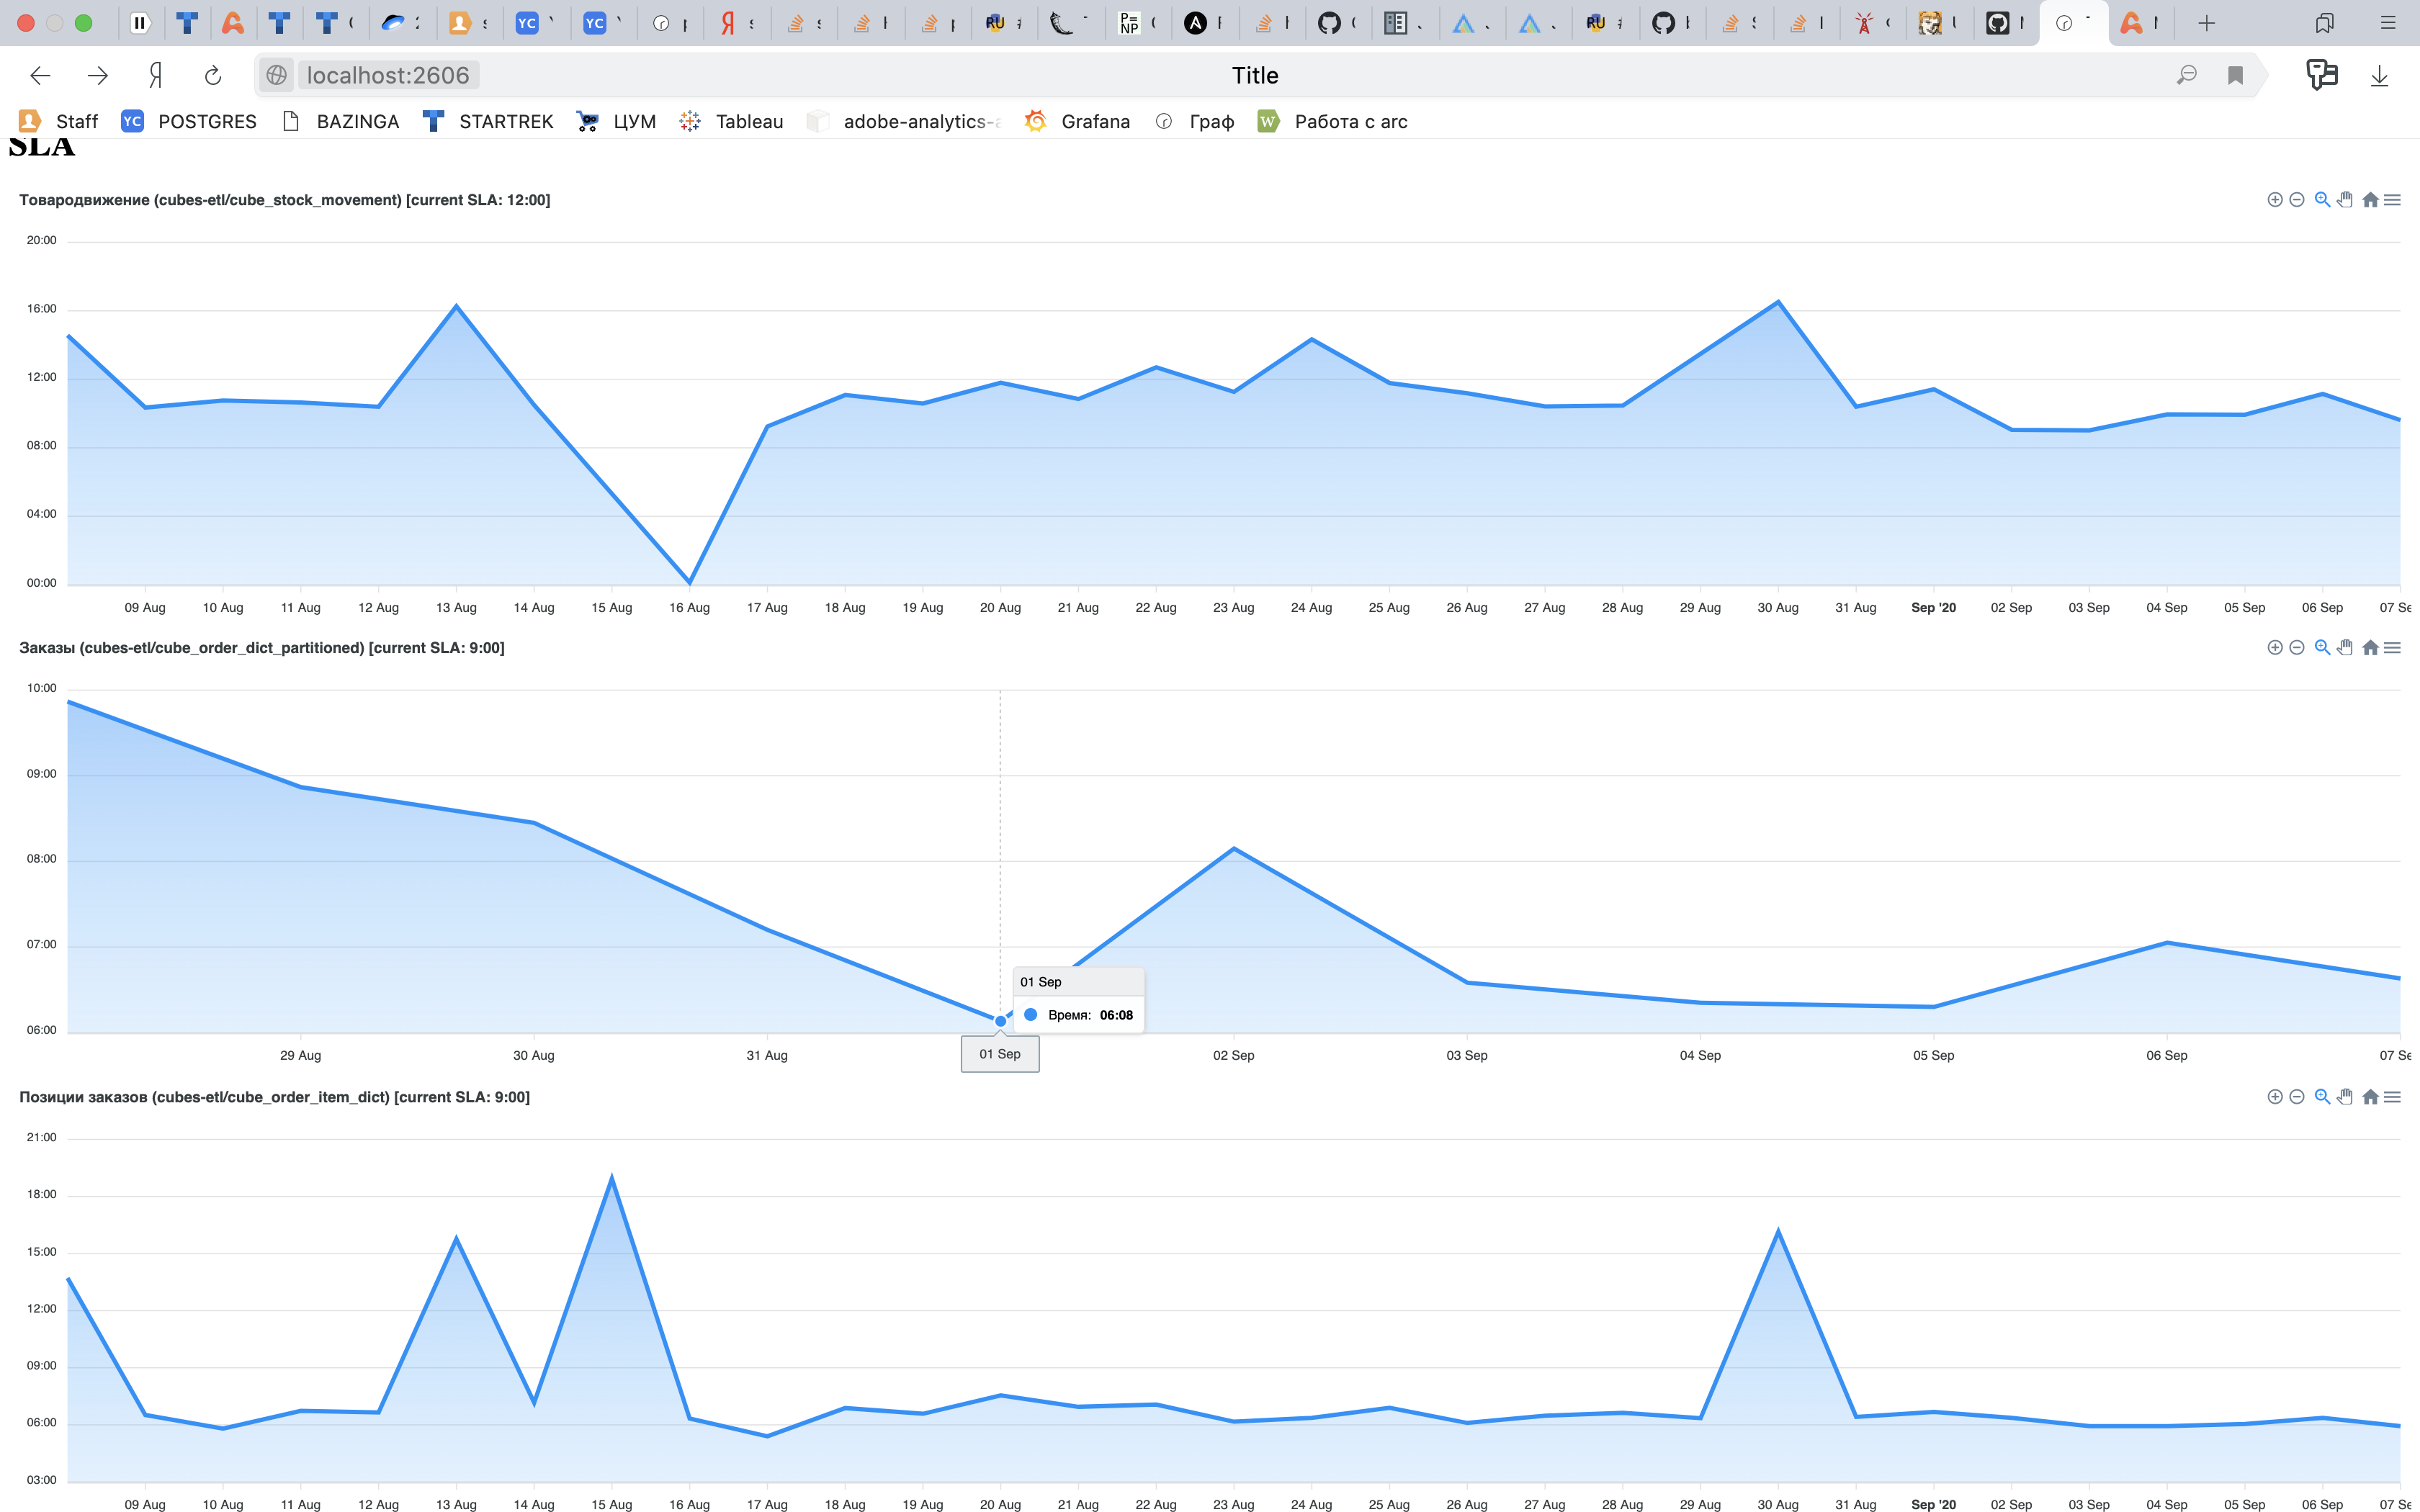 localhost:2606 Title
Staff POSTGRES BAZINGA STARTREK ЦУМ Tableau adobe-analytics-a Grafana Граф Работа с arc
SLA
Товародвижение (cubes-etl/cube_stock_movement) [current SLA: 12:00]
20:00
16:00
12:00
08:00
04:00
00:00
09 Aug 10 Aug 11 Aug 12 Aug 13 Aug 14 Aug 15 Aug 16 Aug 17 Aug 18 Aug 19 Aug 20 Aug 21 Aug 22 Aug 23 Aug 24 Aug 25 Aug 26 Aug 27 Aug 28 Aug 29 Aug 30 Aug 31 Aug Sep '20 02 Sep 03 Sep 04 Sep 05 Sep 06 Sep 07 Se
Заказы (cubes-etl/cube_order_dict_partitioned) [current SLA: 9:00]
10:00
09:00
08:00
07:00
06:00
01 Sep
Время: 06:08
29 Aug 30 Aug 31 Aug 01 Sep 02 Sep 03 Sep 04 Sep 05 Sep 06 Sep 07 Se
Позиции заказов (cubes-etl/cube_order_item_dict) [current SLA: 9:00]
21:00
18:00
15:00
12:00
09:00
06:00
03:00
09 Aug 10 Aug 11 Aug 12 Aug 13 Aug 14 Aug 15 Aug 16 Aug 17 Aug 18 Aug 19 Aug 20 Aug 21 Aug 22 Aug 23 Aug 24 Aug 25 Aug 26 Aug 27 Aug 28 Aug 29 Aug 30 Aug 31 Aug Sep '20 02 Sep 03 Sep 04 Sep 05 Sep 06 Sep 07 Se